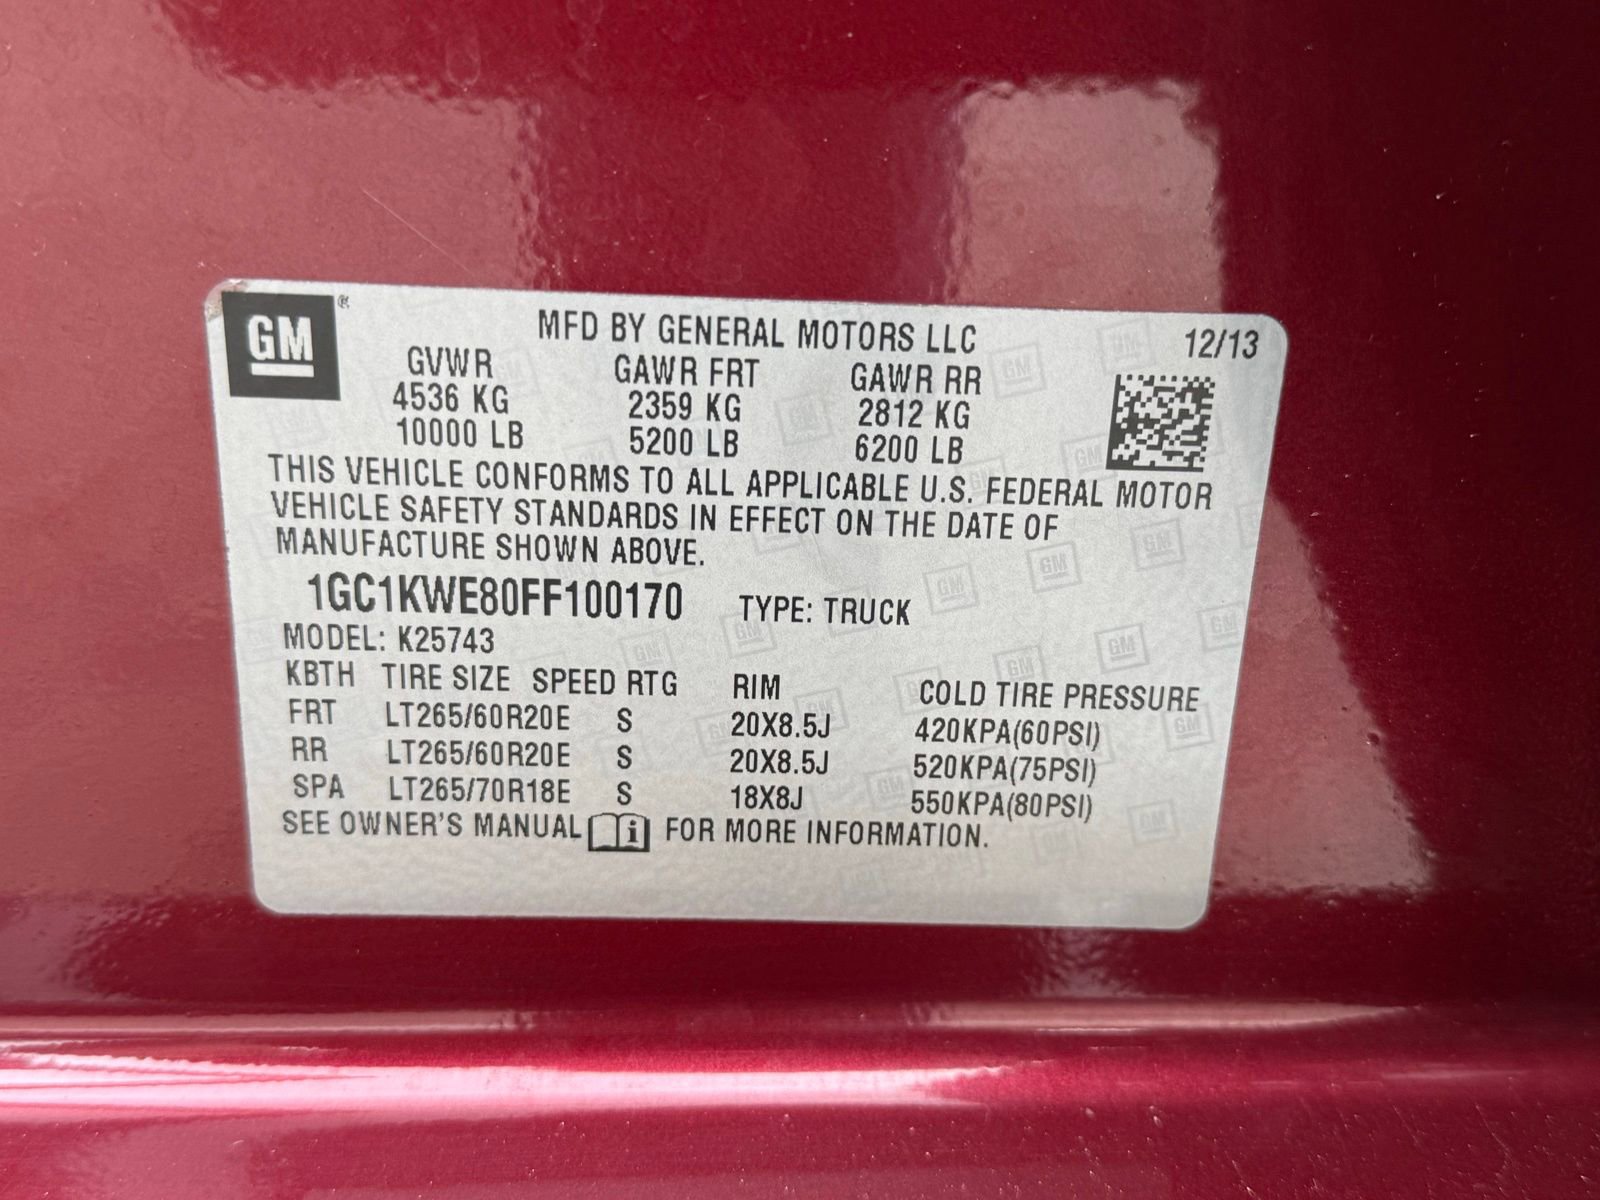 GM ®
MFD BY GENERAL MOTORS LLC 12/13
GVWR GAWR FRT GAWR RR
4536 KG 2359 KG 2812 KG
10000 LB 5200 LB 6200 LB
THIS VEHICLE CONFORMS TO ALL APPLICABLE U.S. FEDERAL MOTOR
VEHICLE SAFETY STANDARDS IN EFFECT ON THE DATE OF
MANUFACTURE SHOWN ABOVE.
1GC1KWE80FF100170 TYPE: TRUCK
MODEL: K25743
KBTH TIRE SIZE SPEED RTG RIM COLD TIRE PRESSURE
FRT LT265/60R20E S 20X8.5J 420KPA(60PSI)
RR LT265/60R20E S 20X8.5J 520KPA(75PSI)
SPA LT265/70R18E S 18X8J 550KPA(80PSI)
SEE OWNER'S MANUAL i FOR MORE INFORMATION.